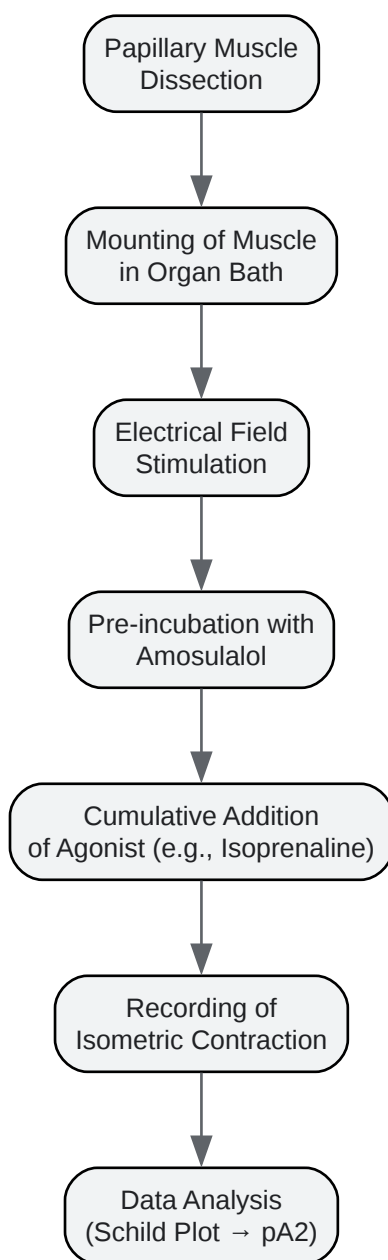 Papillary Muscle
Dissection
Mounting of Muscle
in Organ Bath
Electrical Field
Stimulation
Pre-incubation with
Amosulalol
Cumulative Addition
of Agonist (e.g., Isoprenaline)
Recording of
Isometric Contraction
Data Analysis
(Schild Plot → pA2)